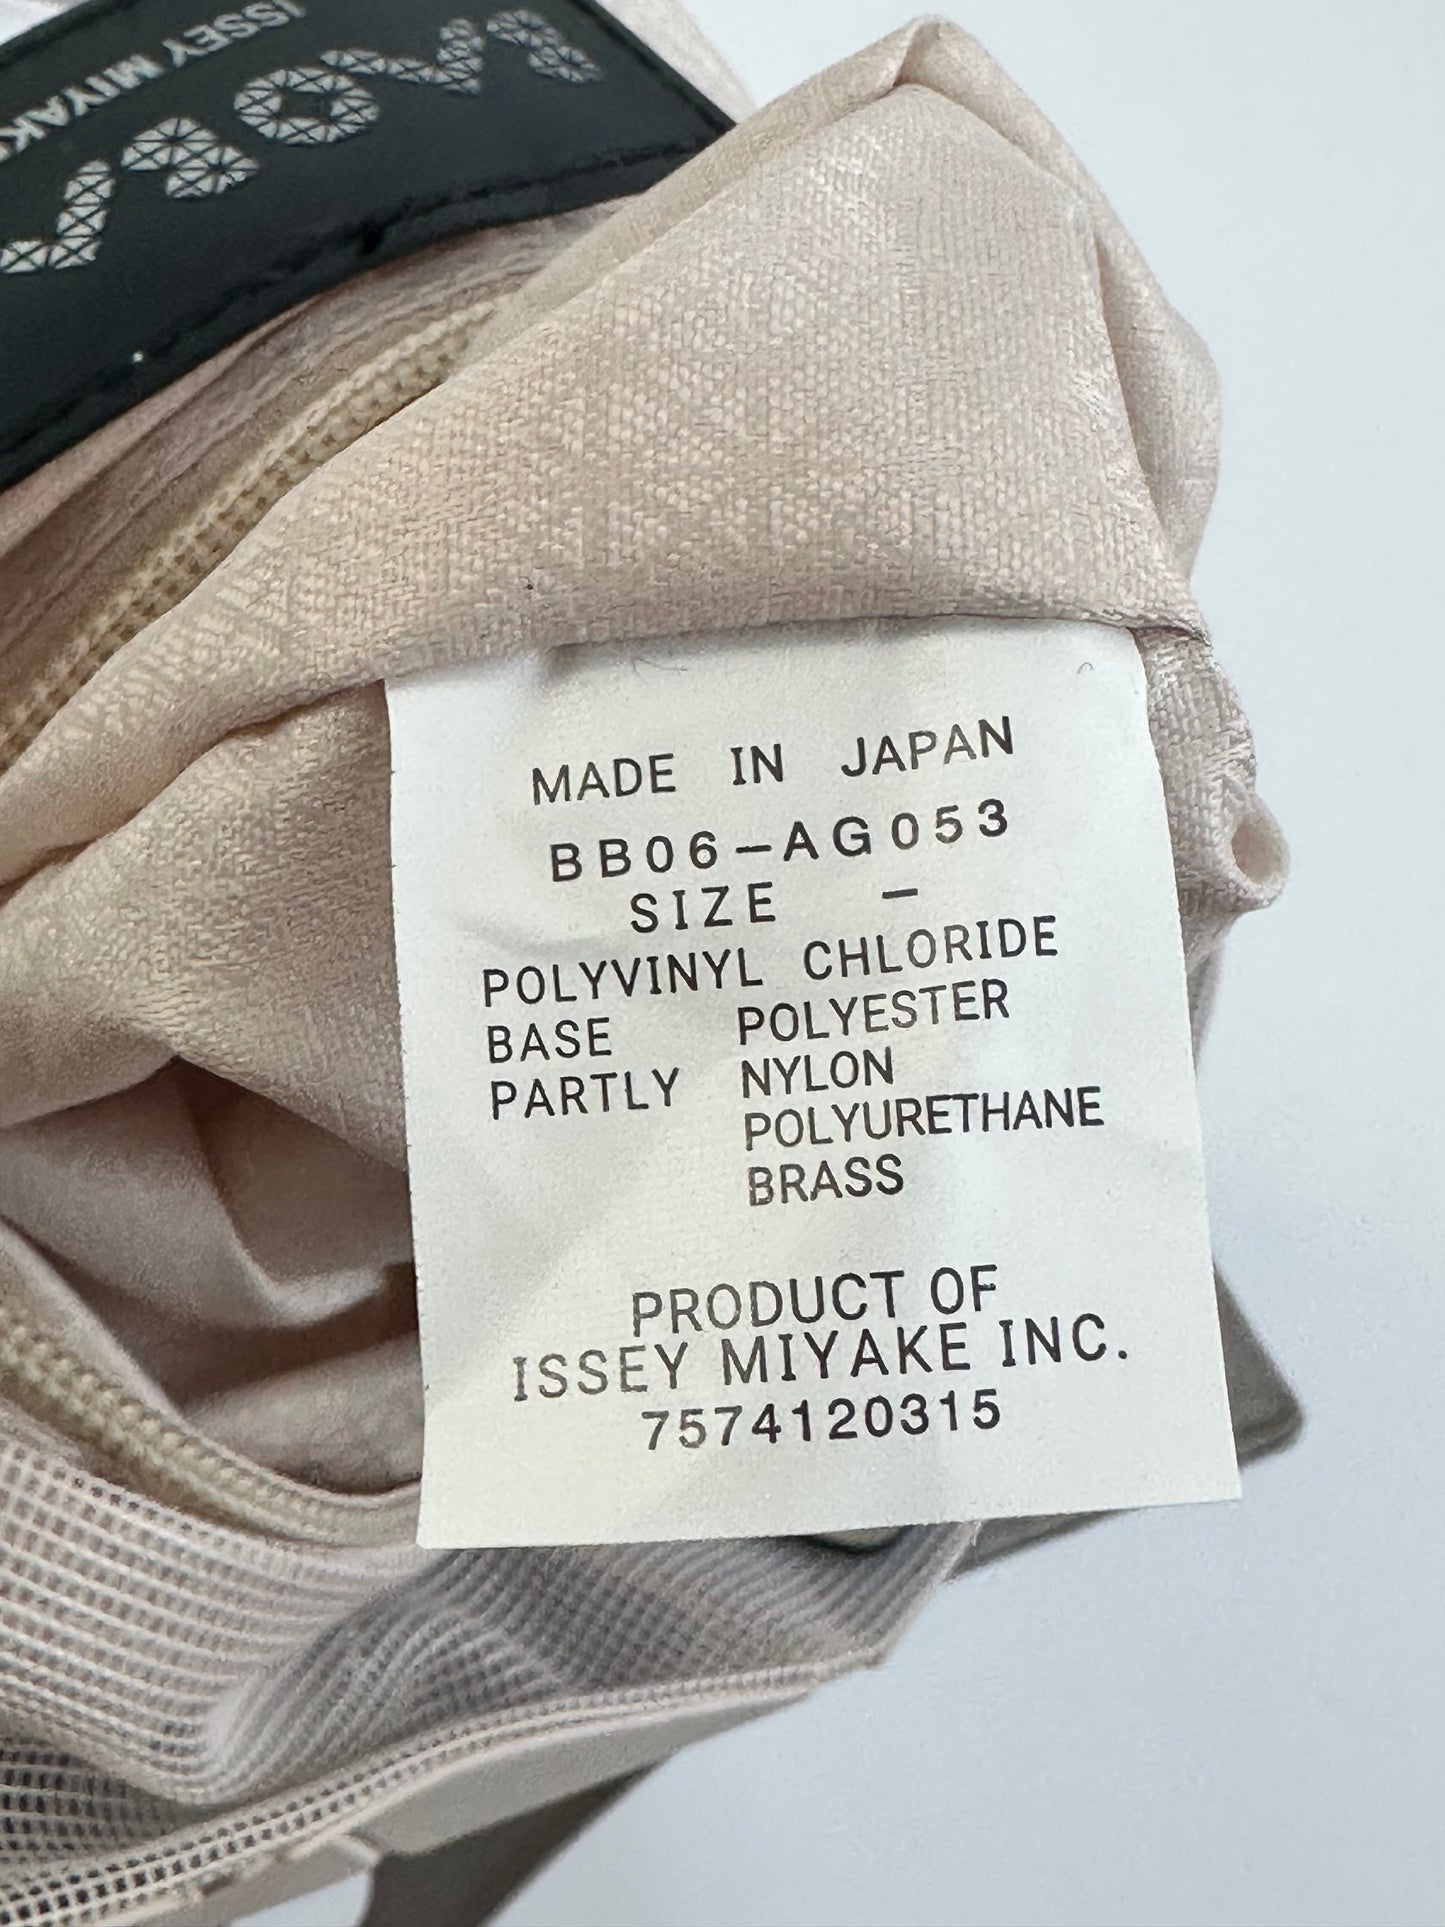 ISSEY MIYAKE
MADE IN JAPAN
BB06-AG053
SIZE -
POLYVINYL CHLORIDE
BASE POLYESTER
PARTLY NYLON
POLYURETHANE
BRASS
PRODUCT OF
ISSEY MIYAKE INC.
7574120315